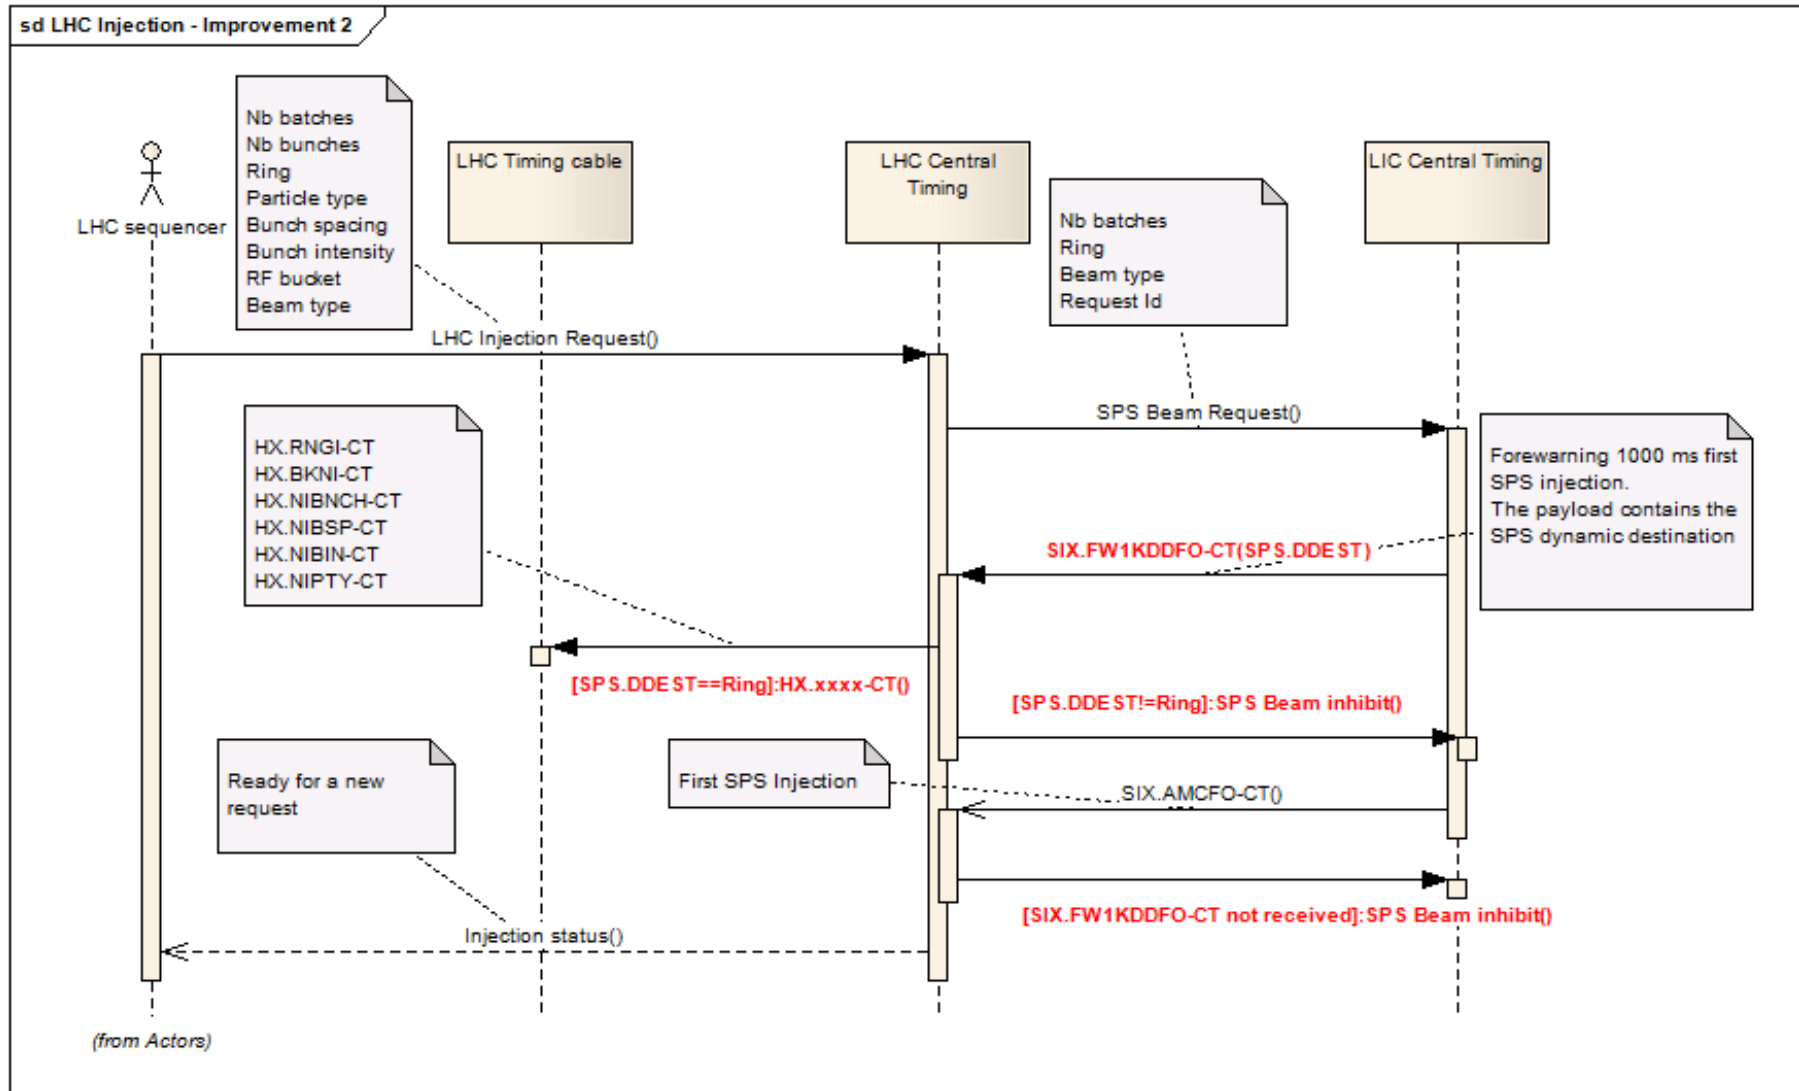 sd LHC Injection - Improvement 2
Nb batches
Nb bunches
Ring
Particle type
Bunch spacing
Bunch intensity
RF bucket
Beam type
LHC sequencer
LHC Timing cable
LHC Central
Timing
LIC Central Timing
Nb batches
Ring
Beam type
Request Id
LHC Injection Request()
SPS Beam Request()
HX.RNGI-CT
HX.BKNI-CT
HX.NIBNCH-CT
HX.NIBSP-CT
HX.NIBIN-CT
HX.NIPTY-CT
Forewarning 1000 ms first
SPS injection.
The payload contains the
SPS dynamic destination
SIX.FW1KDDFO-CT(SPS.DDEST)
[SPS.DDEST==Ring]:HX.xxxx-CT()
[SPS.DDEST!=Ring]:SPS Beam inhibit()
Ready for a new
request
First SPS Injection
SIX.AMCFO-CT()
[SIX.FW1KDDFO-CT not received]:SPS Beam inhibit()
Injection status()
(from Actors)